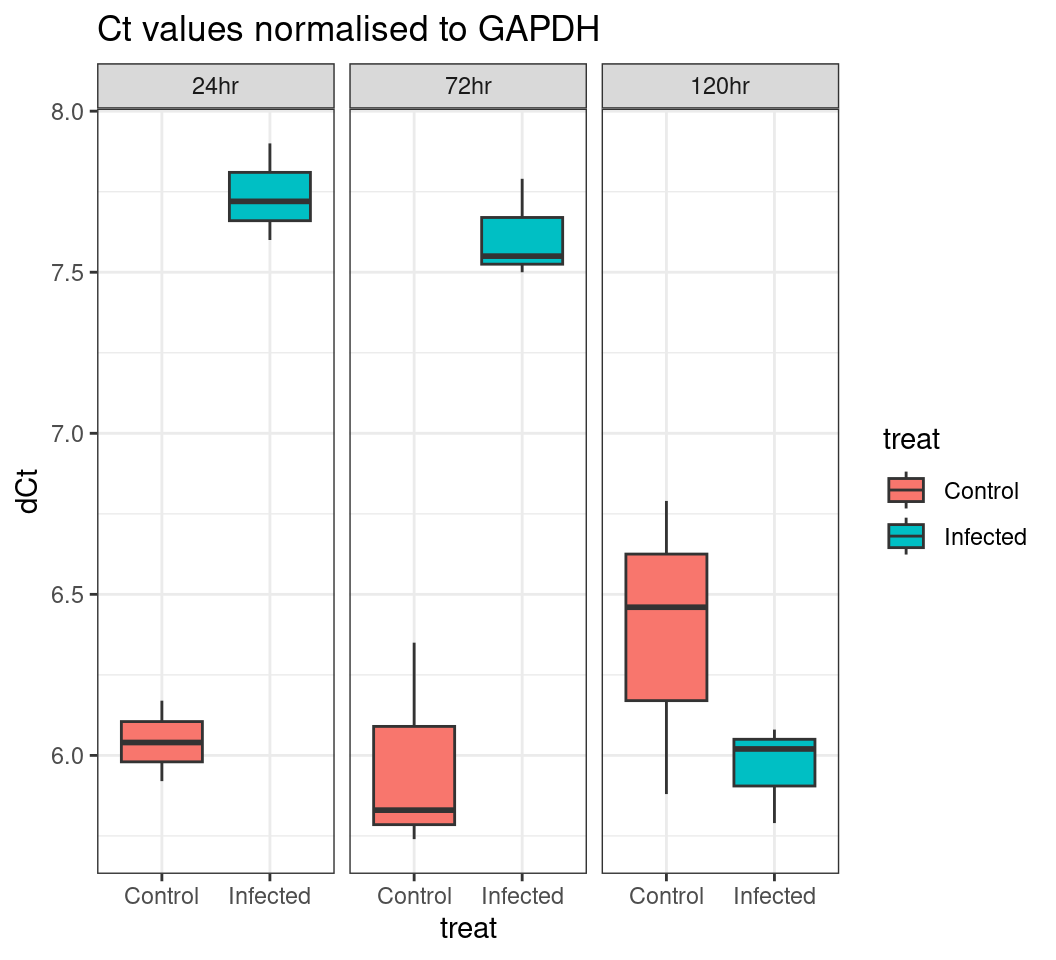 Ct values normalised to GAPDH
24hr 72hr 120hr
8.0
7.5
7.0
6.5
6.0
dCt
Control Infected Control Infected Control Infected
treat
treat
Control
Infected